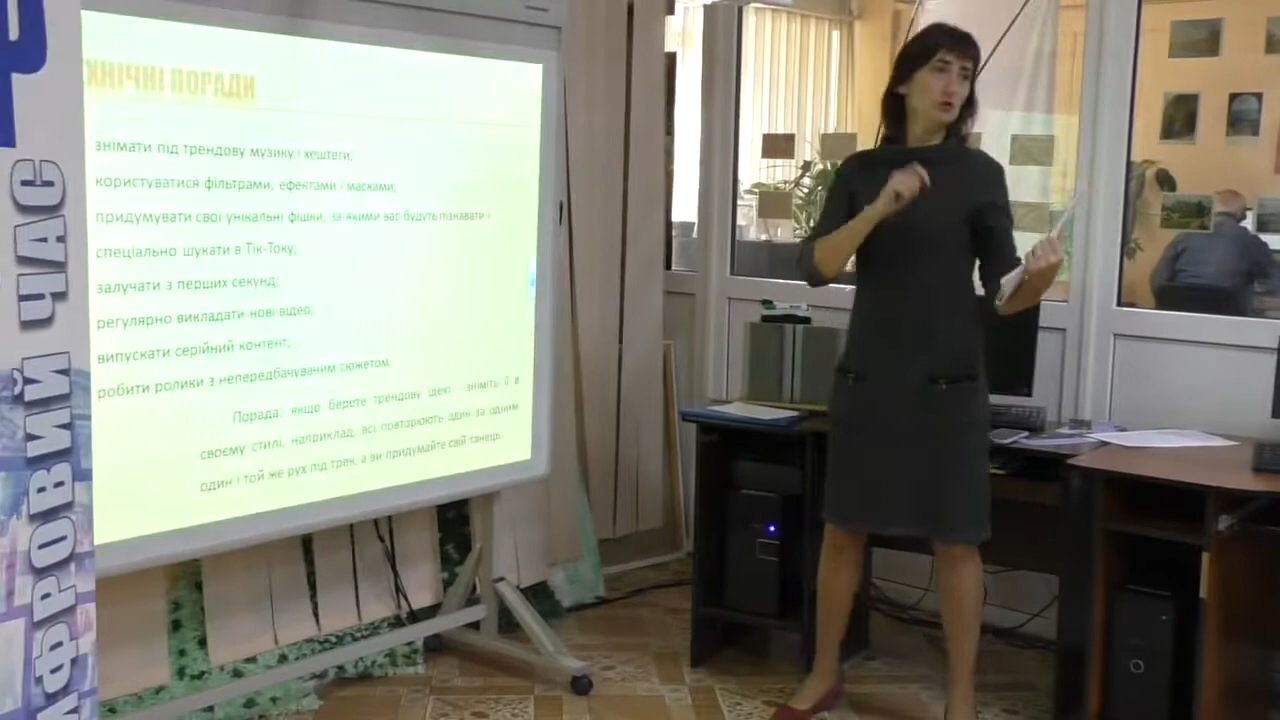 ХНІЧНІ ПОРАДИ
знімати під трендову музику і хештеги;
користуватися фільтрами, ефектами і масками;
придумувати свої унікальні фішки, за якими вас будуть пізнавати і
спеціально шукати в Тік-Току;
залучати з перших секунд;
регулярно викладати нові відео;
випускати серійний контент;
робити ролики з непередбачуваним сюжетом.
Порада: якщо берете трендову ідею - зніміть її в
своєму стилі, наприклад, всі повторюють один за одним
один і той же рух під трек, а ви придумайте свій танець.
ИФРОВИЙ ЧАС